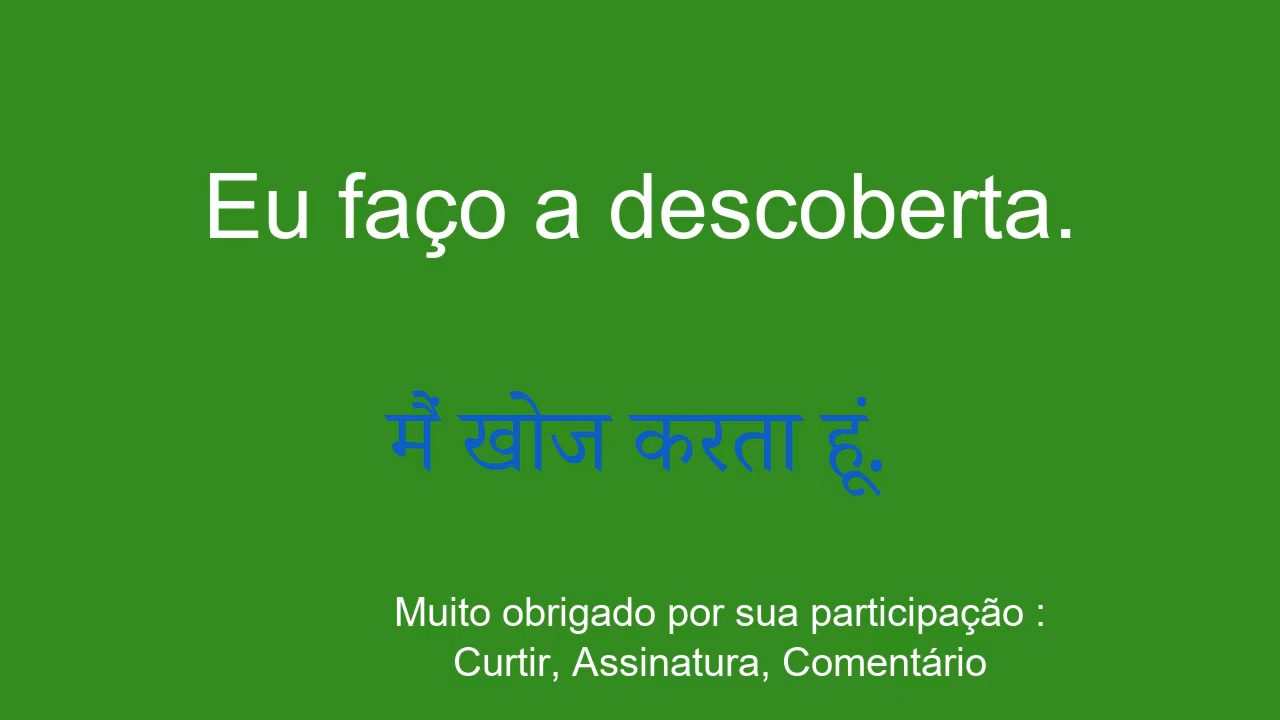 Eu faço a descoberta.
मैं खोज करता हूं.
Muito obrigado por sua participação :
Curtir, Assinatura, Comentário